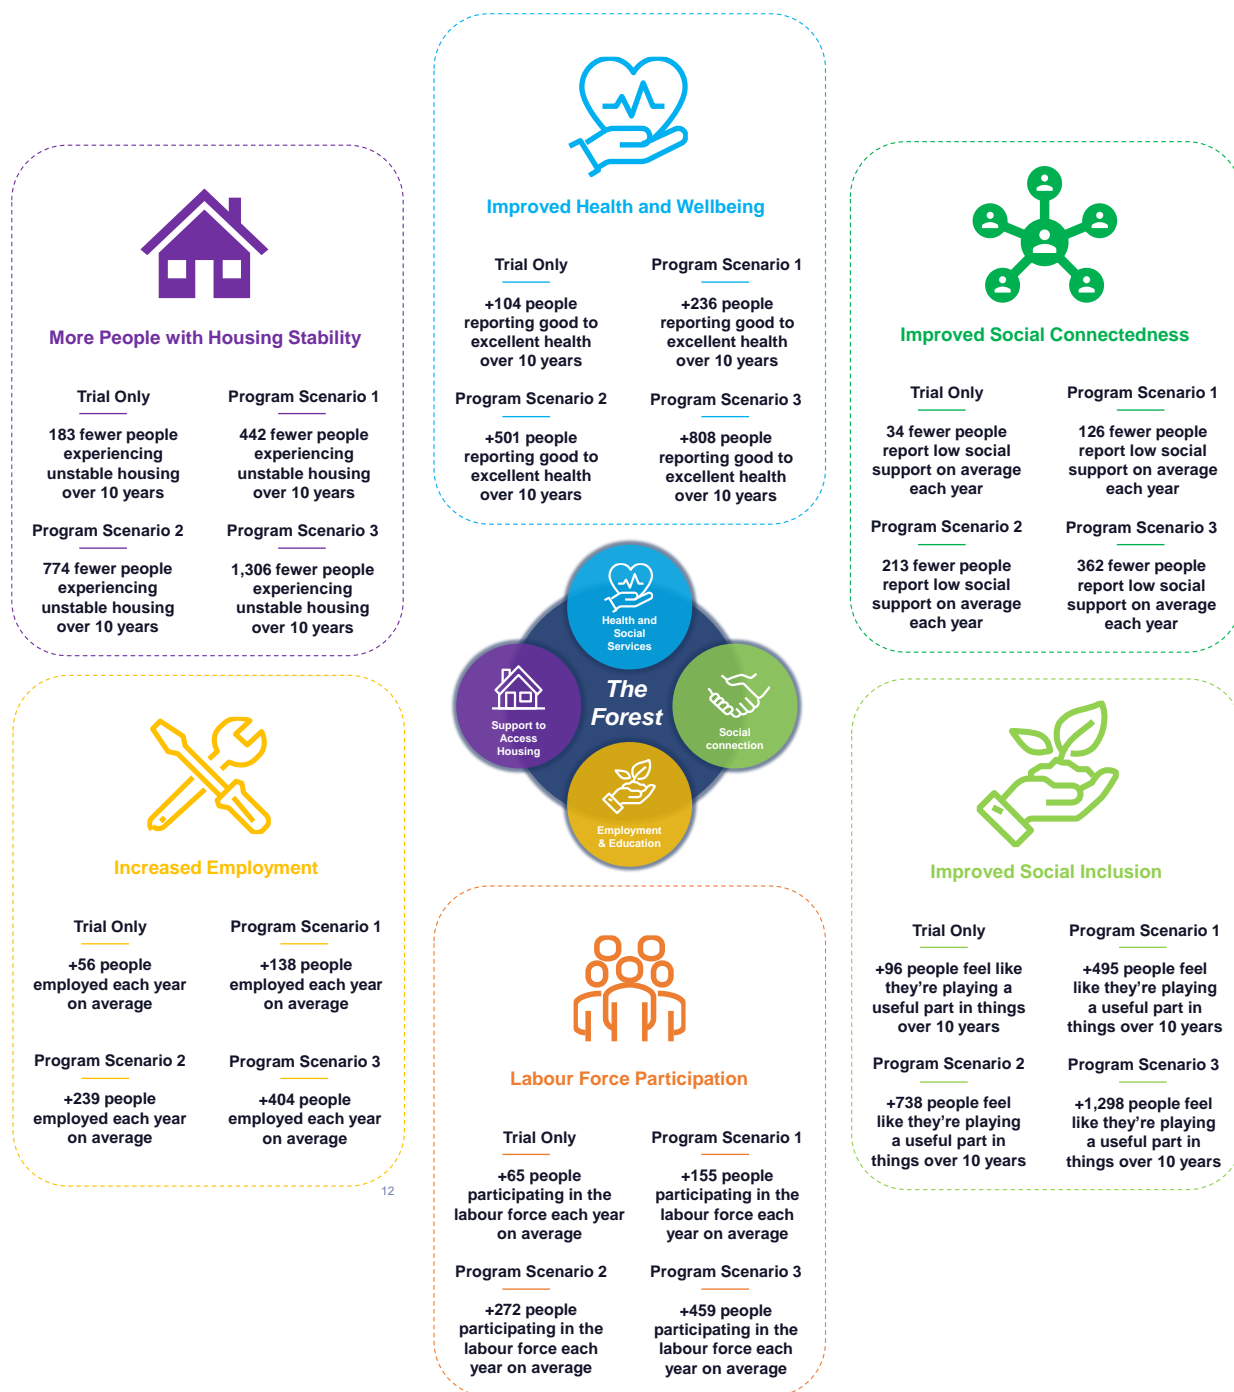 Improved Health and Wellbeing
Trial Only
+104 people
reporting good to
excellent health
over 10 years
Program Scenario 1
+236 people
reporting good to
excellent health
over 10 years
Program Scenario 2
+501 people
reporting good to
excellent health
over 10 years
Program Scenario 3
+808 people
reporting good to
excellent health
over 10 years
More People with Housing Stability
Trial Only
183 fewer people
experiencing
unstable housing
over 10 years
Program Scenario 1
442 fewer people
experiencing
unstable housing
over 10 years
Program Scenario 2
774 fewer people
experiencing
unstable housing
over 10 years
Program Scenario 3
1,306 fewer people
experiencing
unstable housing
over 10 years
Improved Social Connectedness
Trial Only
34 fewer people
report low social
support on average
each year
Program Scenario 1
126 fewer people
report low social
support on average
each year
Program Scenario 2
213 fewer people
report low social
support on average
each year
Program Scenario 3
362 fewer people
report low social
support on average
each year
Health and
Social
Services
The
Forest
Support to
Access
Housing
Social
connection
Employment
& Education
Increased Employment
Trial Only
+56 people
employed each year
on average
Program Scenario 1
+138 people
employed each year
on average
Program Scenario 2
+239 people
employed each year
on average
Program Scenario 3
+404 people
employed each year
on average
12
Improved Social Inclusion
Trial Only
+96 people feel like
they’re playing a
useful part in things
over 10 years
Program Scenario 1
+495 people feel
like they’re playing
a useful part in
things over 10 years
Program Scenario 2
+738 people feel
like they’re playing
a useful part in
things over 10 years
Program Scenario 3
+1,298 people feel
like they’re playing
a useful part in
things over 10 years
Labour Force Participation
Trial Only
+65 people
participating in the
labour force each year
on average
Program Scenario 1
+155 people
participating in the
labour force each
year on average
Program Scenario 2
+272 people
participating in the
labour force each
year on average
Program Scenario 3
+459 people
participating in the
labour force each
year on average